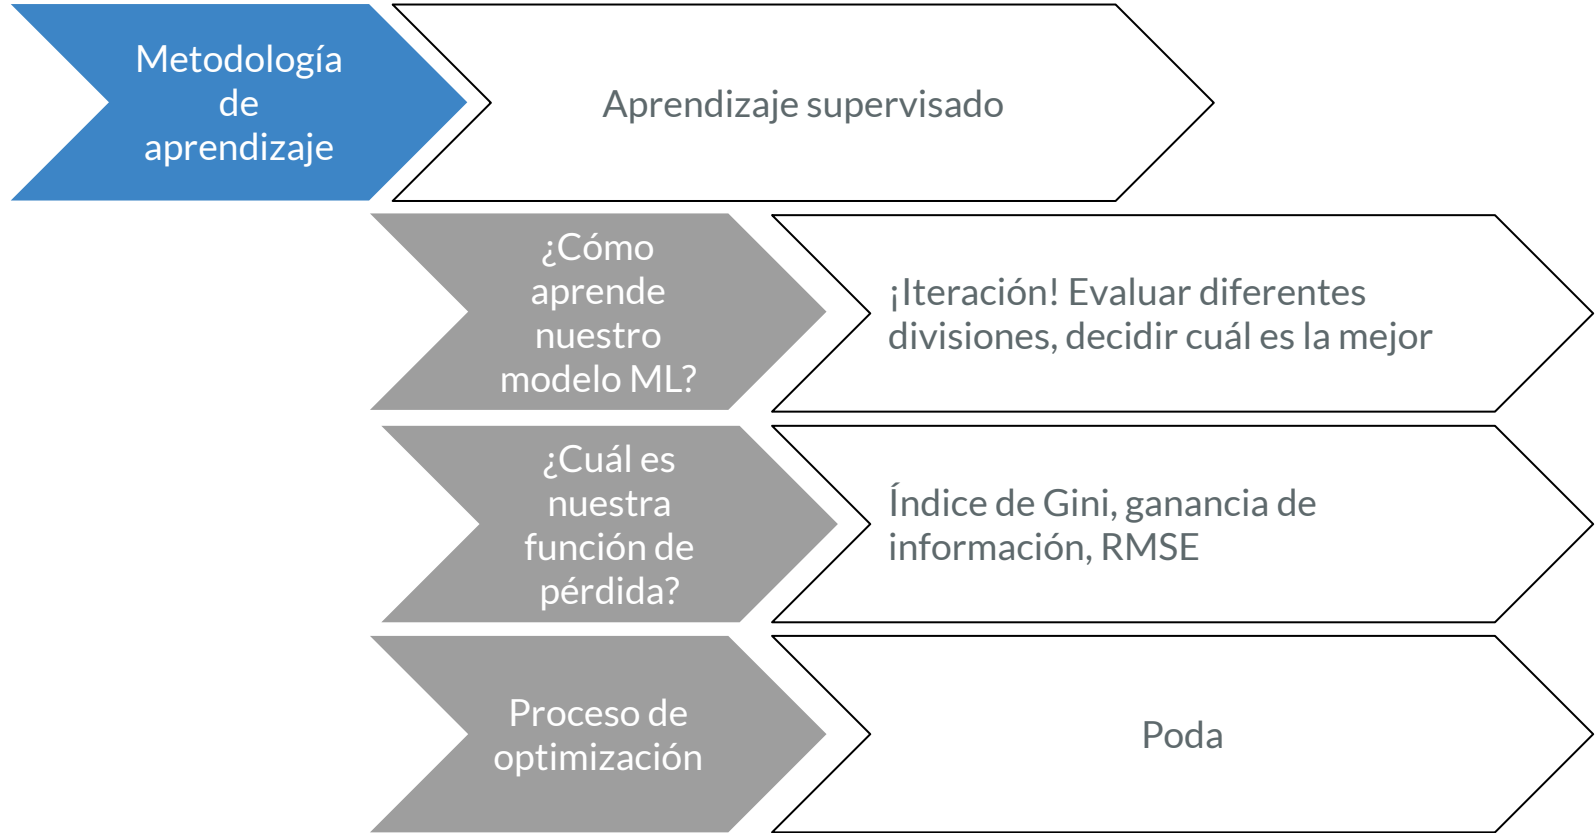 Metodología
de
aprendizaje
Aprendizaje supervisado
¿Cómo
aprende
nuestro
modelo ML?
¡Iteración! Evaluar diferentes
divisiones, decidir cuál es la mejor
¿Cuál es
nuestra
función de
pérdida?
Índice de Gini, ganancia de
información, RMSE
Proceso de
optimización
Poda